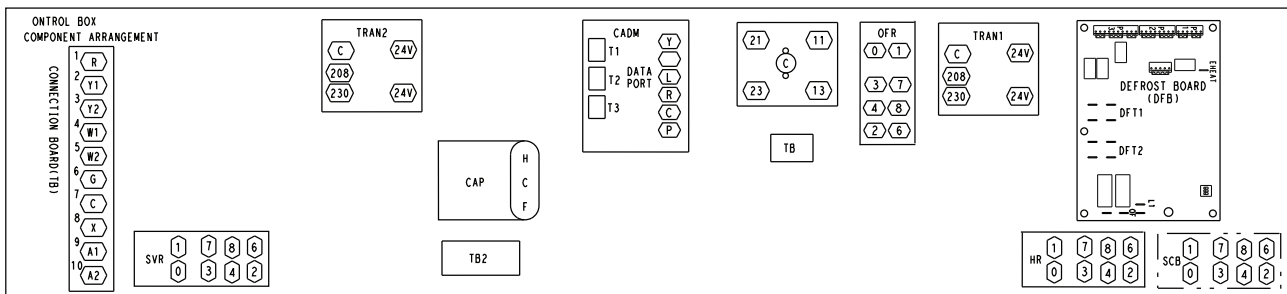 ONTROL BOX
COMPONENT ARRANGEMENT
CONNECTION BOARD(TB)
1 R
2 Y1
3 Y2
4 W1
5 W2
6 G
7 C
8 X
9 A1
10 A2
SVR
1 7 8 6
0 3 4 2
TRAN2
C 24V
208
230 24V
CAP
H
C
F
TB2
CADM
T1
T2
T3
DATA
PORT
Y
L
R
C
P
21 11
C
23 13
TB
OFR
0 1
3 7
4 8
2 6
TRAN1
C 24V
208
230 24V
EHEAT
DEFROST BOARD
(DFB)
DFT1
DFT2
L1
HR
1 7 8 6
0 3 4 2
SCB
1 7 8 6
0 3 4 2